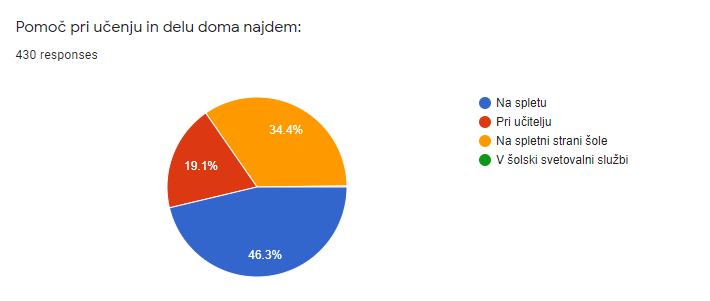 Pomoč pri učenju in delu doma najdem:
430 responses
34.4%
19.1%
46.3%
Na spletu
Pri učitelju
Na spletni strani šole
V šolski svetovalni službi